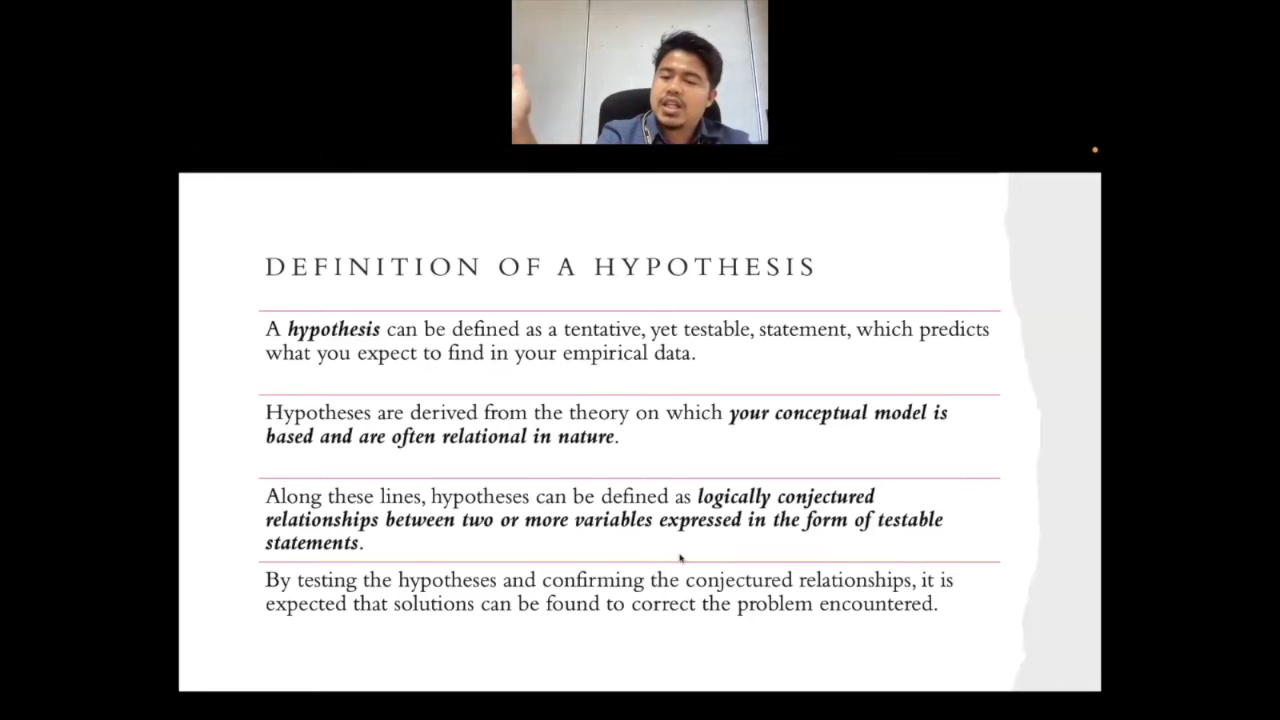 DEFINITION OF A HYPOTHESIS
A hypothesis can be defined as a tentative, yet testable, statement, which predicts
what you expect to find in your empirical data.
Hypotheses are derived from the theory on which your conceptual model is
based and are often relational in nature.
Along these lines, hypotheses can be defined as logically conjectured
relationships between two or more variables expressed in the form of testable
statements.
By testing the hypotheses and confirming the conjectured relationships, it is
expected that solutions can be found to correct the problem encountered.